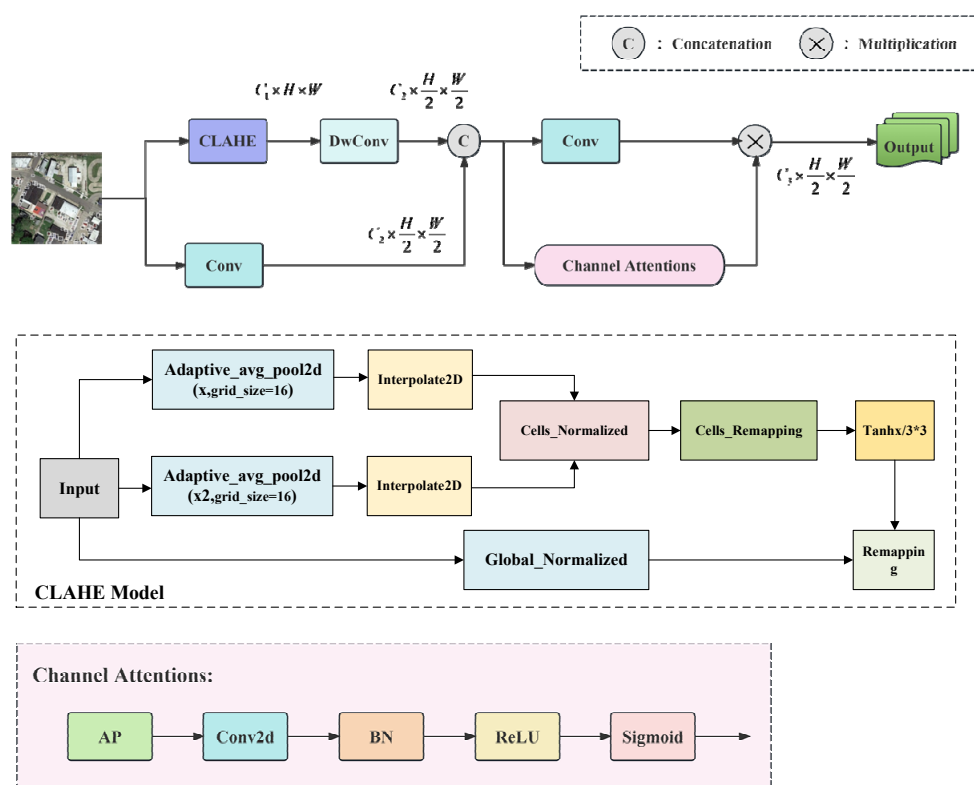 C : Concatenation × : Multiplication
C₁ × H × W
C₂ × H/2 × W/2
CLAHE
DwConv
C
Conv
×
Output
C₃ × H/2 × W/2
C₂ × H/2 × W/2
Conv
Channel Attentions
Adaptive_avg_pool2d
(x,grid_size=16)
Interpolate2D
Cells_Normalized
Cells_Remapping
Tanhx/3*3
Input
Adaptive_avg_pool2d
(x2,grid_size=16)
Interpolate2D
Global_Normalized
Remappin
g
CLAHE Model
Channel Attentions:
AP
Conv2d
BN
ReLU
Sigmoid